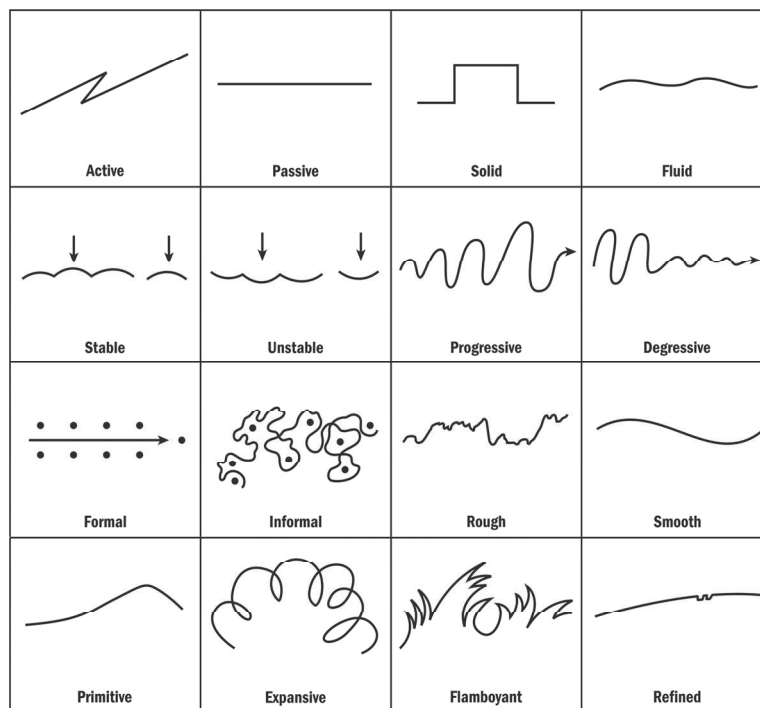 Active
Passive
Solid
Fluid
Stable
Unstable
Progressive
Degressive
Formal
Informal
Rough
Smooth
Primitive
Expansive
Flamboyant
Refined